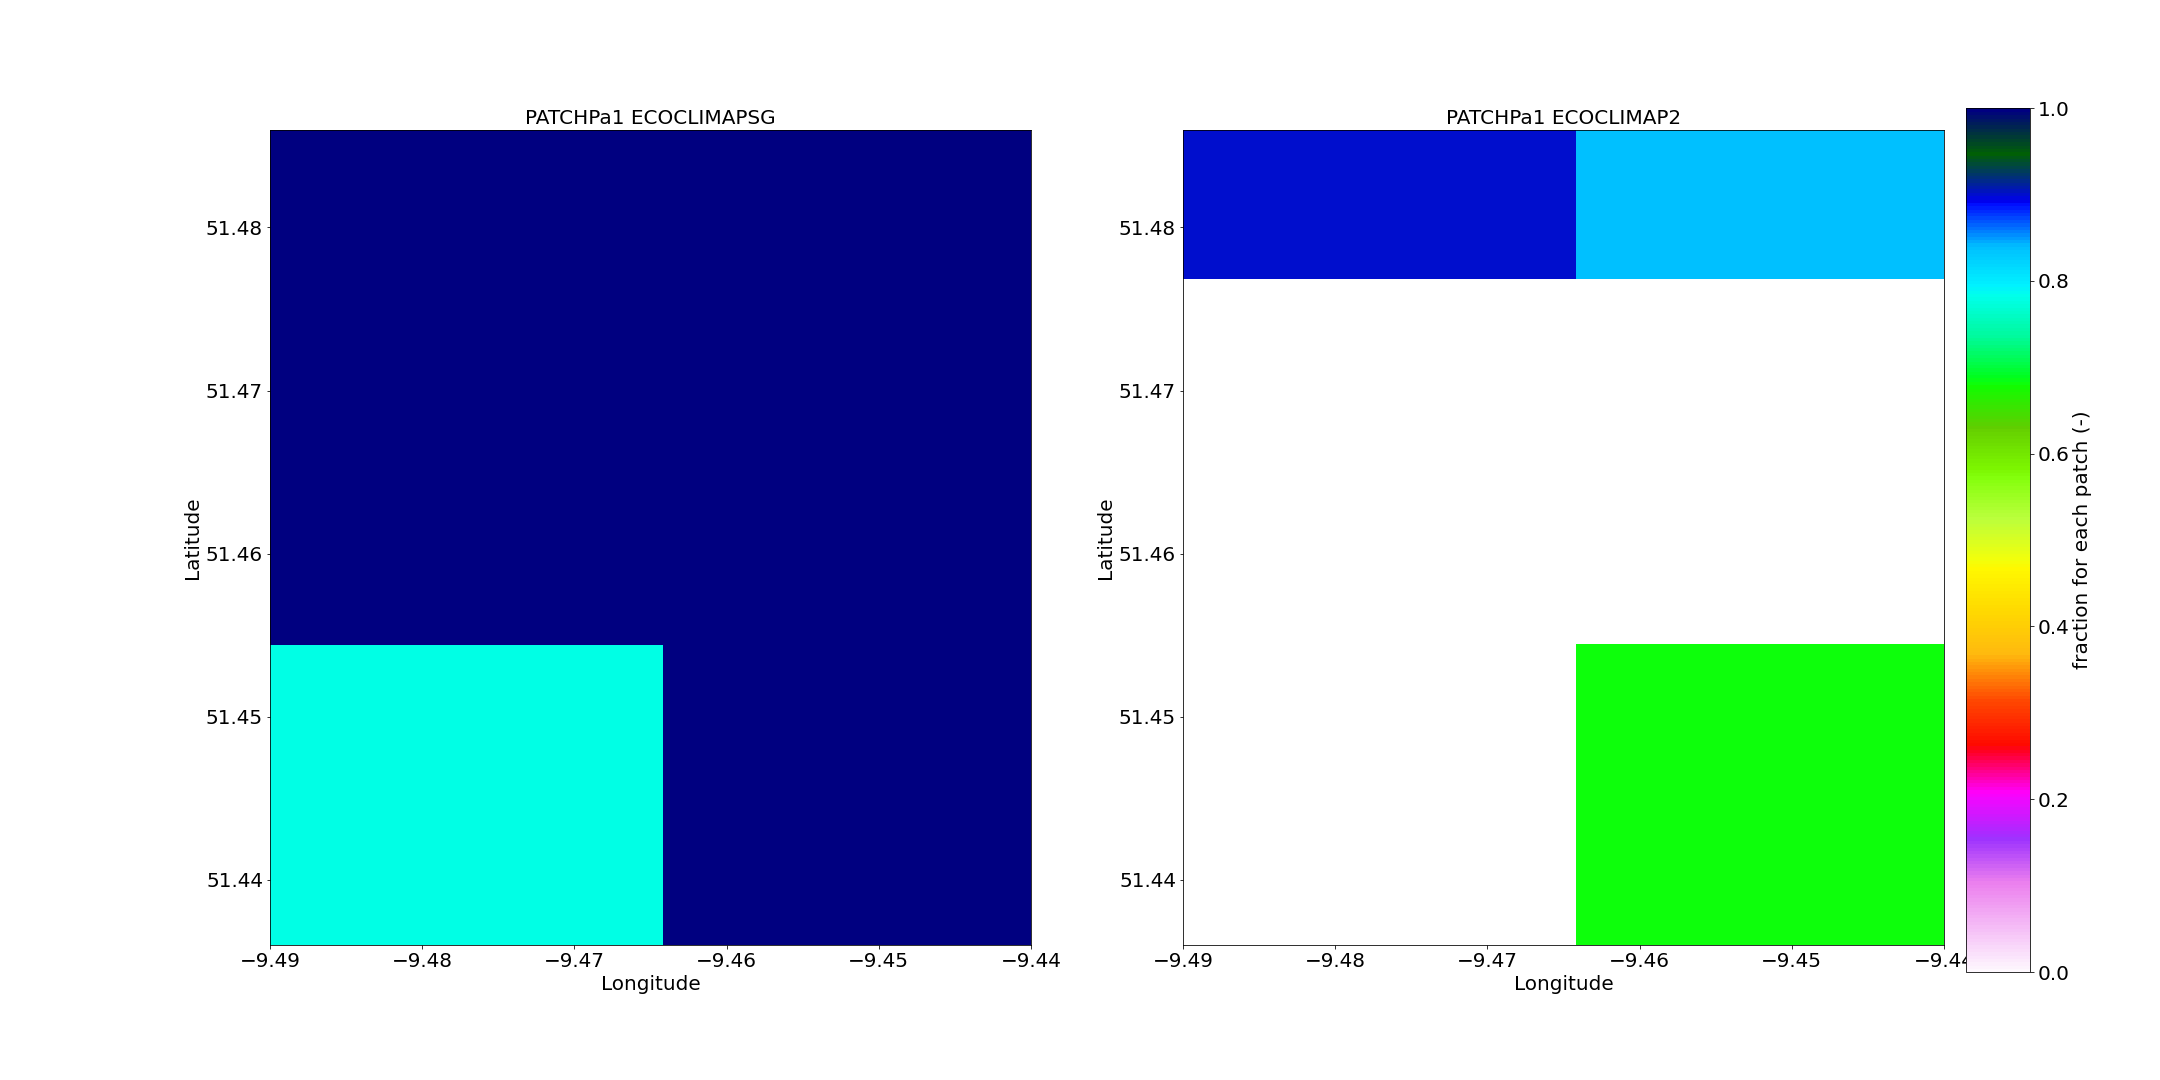 PATCHPa1 ECOCLIMAPSG
51.48
51.47
51.46
51.45
51.44
Latitude
−9.49 −9.48 −9.47 −9.46 −9.45 −9.44
Longitude
PATCHPa1 ECOCLIMAP2
51.48
51.47
51.46
51.45
51.44
Latitude
−9.49 −9.48 −9.47 −9.46 −9.45 −9.44
Longitude
1.0
0.8
0.6
0.4
0.2
0.0
fraction for each patch (-)